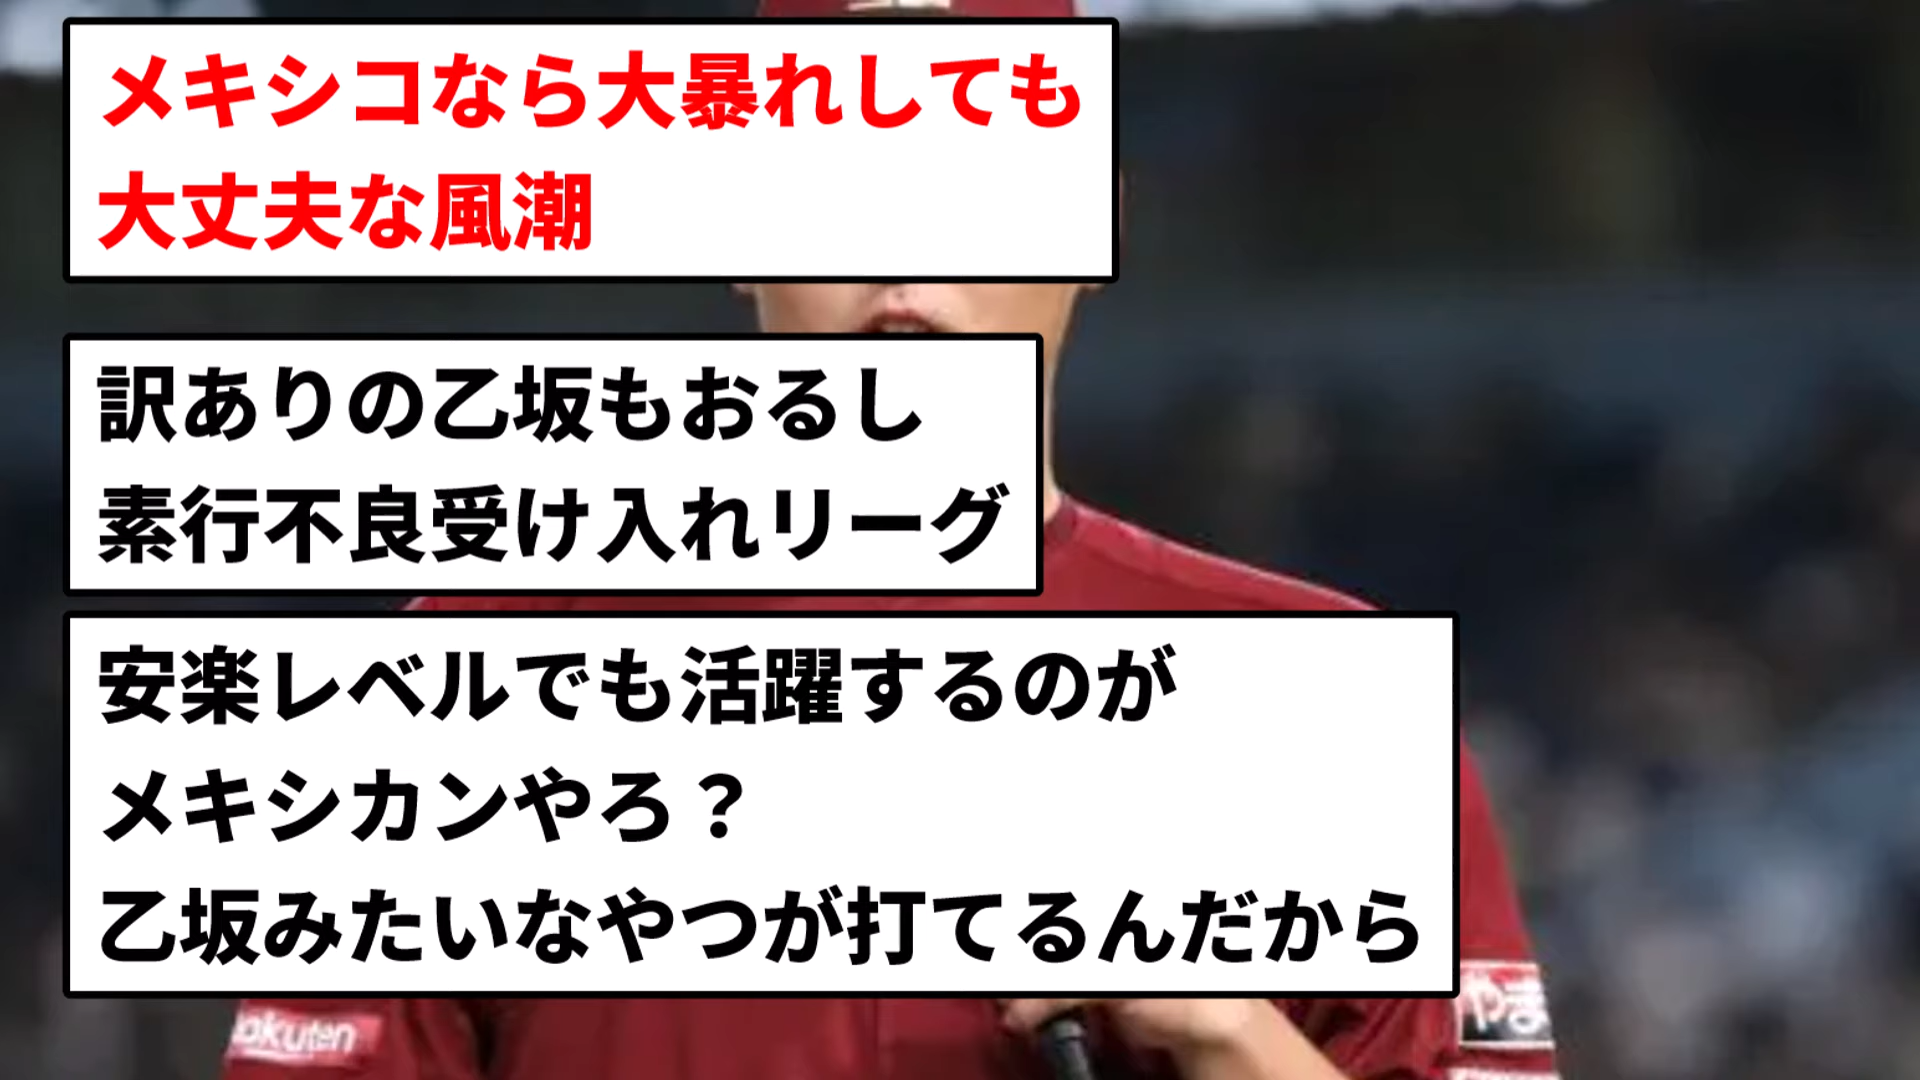 メキシコなら大暴れしても
大丈夫な風潮
訳ありの乙坂もおるし
素行不良受け入れリーグ
安楽レベルでも活躍するのが
メキシカンやろ？
乙坂みたいなやつが打てるんだから
やま
Rakuten